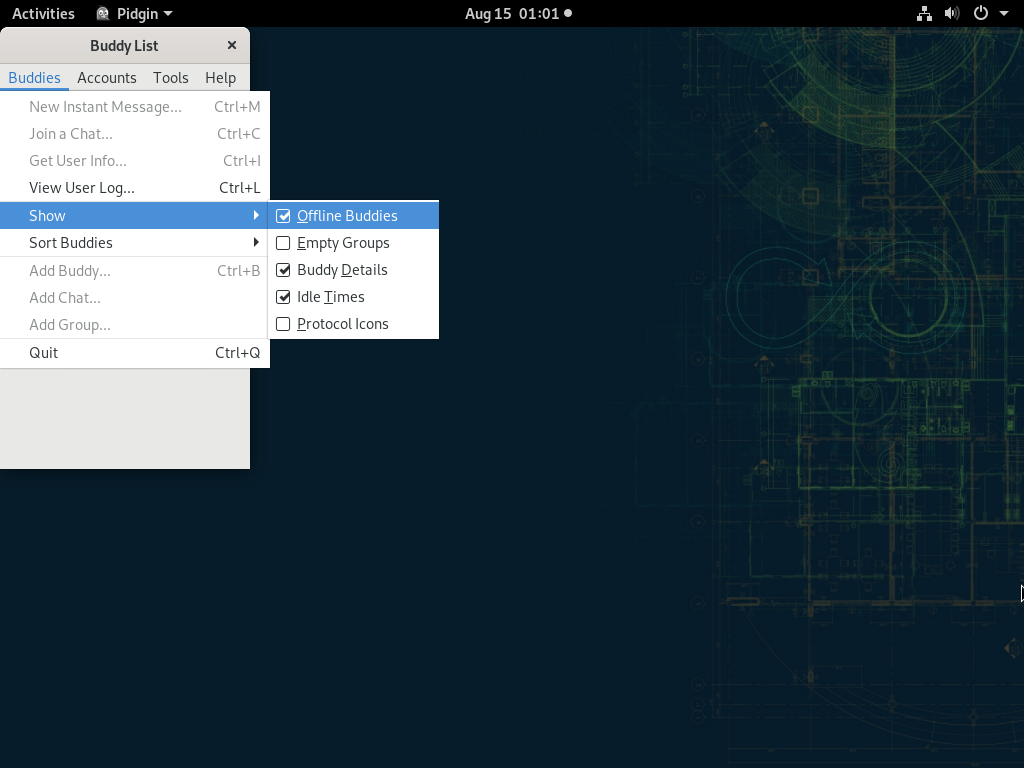 Activities Pidgin Aug 15 01:01
Buddy List
Buddies Accounts Tools Help
New Instant Message... Ctrl+M
Join a Chat... Ctrl+C
Get User Info... Ctrl+I
View User Log... Ctrl+L
Show
Offline Buddies
Sort Buddies
Empty Groups
Add Buddy... Ctrl+B
Buddy Details
Add Chat...
Idle Times
Add Group...
Protocol Icons
Quit Ctrl+Q